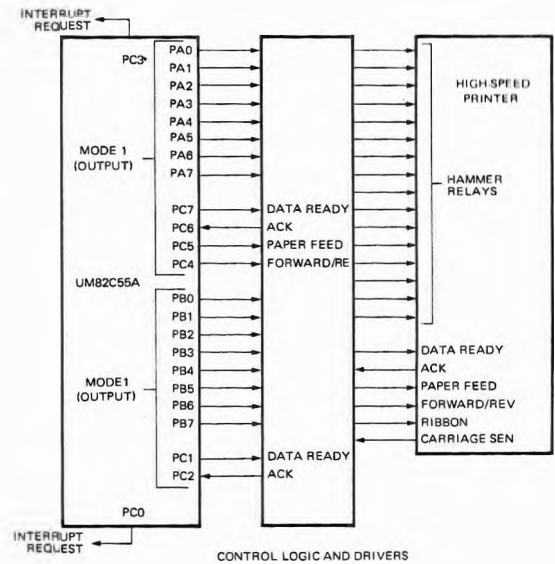 INTERRUPT
REQUEST
PC3
MODE 1
(OUTPUT)
PA0
PA1
PA2
PA3
PA4
PA5
PA6
PA7
PC7
PC6
PC5
PC4
UM82C55A
PB0
PB1
PB2
PB3
PB4
PB5
PB6
PB7
MODE1
(OUTPUT)
PC1
PC2
PC0
INTERRUPT
REQUEST
DATA READY
ACK
PAPER FEED
FORWARD/RE
DATA READY
ACK
CONTROL LOGIC AND DRIVERS
HIGH-SPEED
PRINTER
HAMMER
RELAYS
DATA READY
ACK
PAPER FEED
FORWARD/REV
RIBBON
CARRIAGE SEN